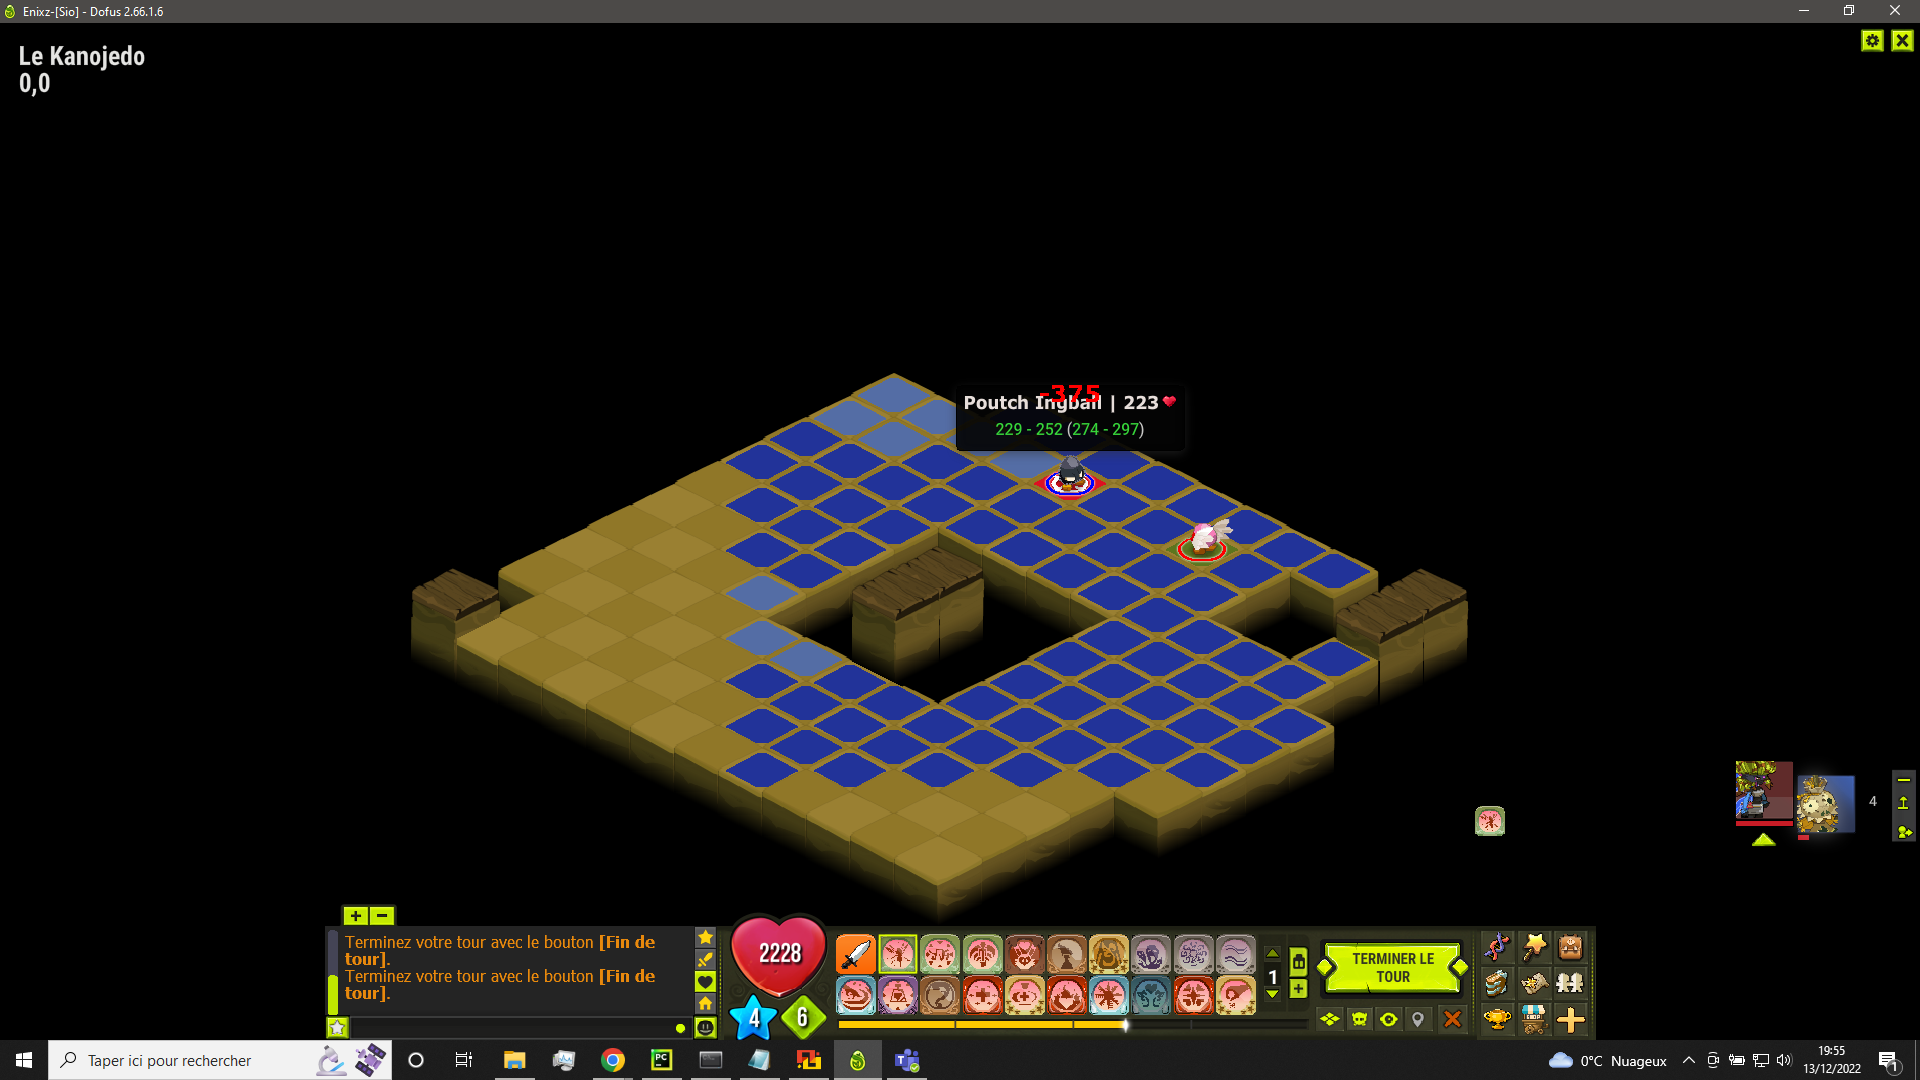 Enixz-[Sio] - Dofus 2.66.1.6
Le Kanojedo
0,0
-375
Poutch Ingball | 223
229 - 252 (274 - 297)
4
Terminez votre tour avec le bouton [Fin de
tour].
Terminez votre tour avec le bouton [Fin de
tour].
2228
4
6
1
TERMINER LE
TOUR
Taper ici pour rechercher
PC
0°C Nuageux
19:55
13/12/2022
1